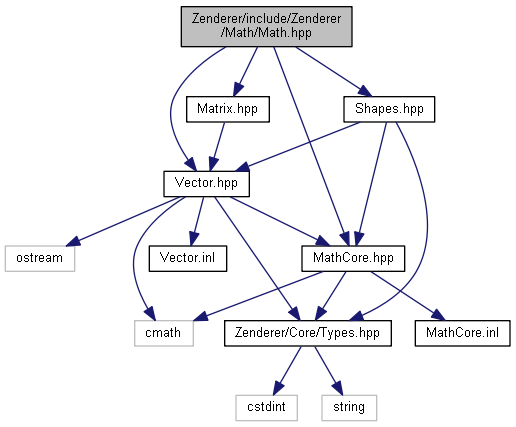 Zenderer/include/Zenderer
/Math/Math.hpp
Matrix.hpp
Shapes.hpp
Vector.hpp
ostream
Vector.inl
MathCore.hpp
cmath
Zenderer/Core/Types.hpp
MathCore.inl
cstdint
string